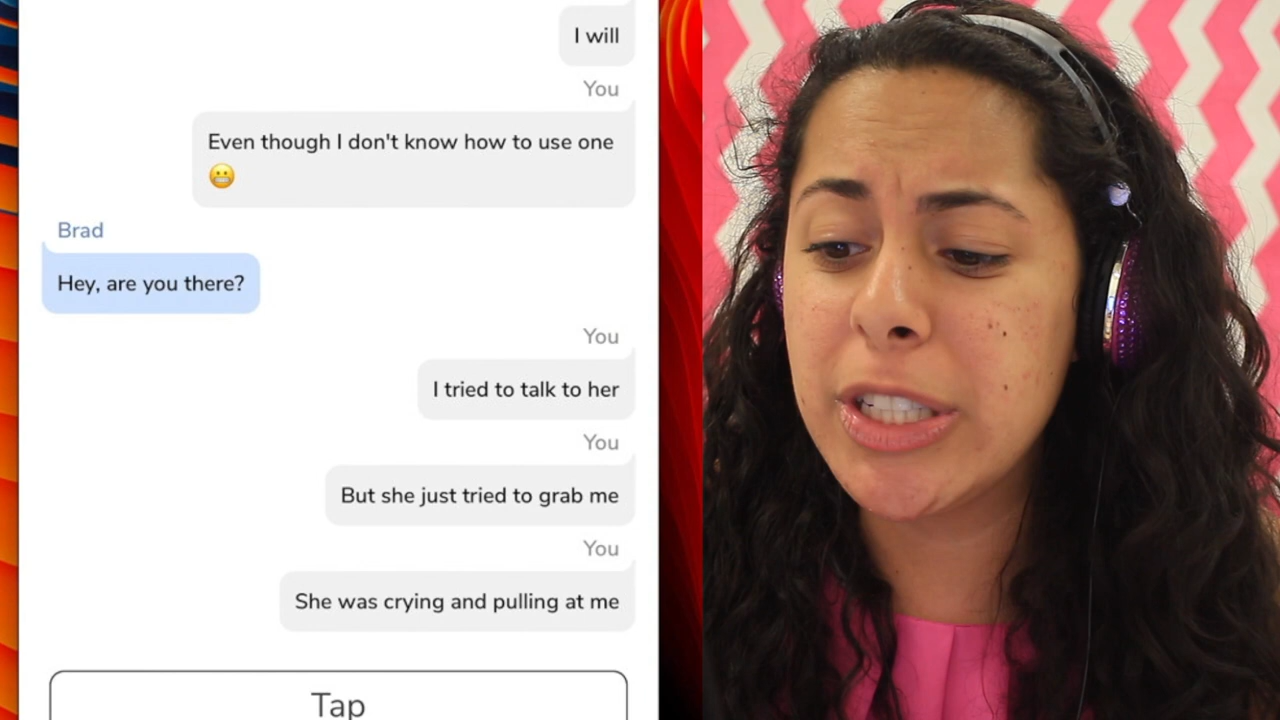 I will
You
Even though I don't know how to use one
😬
Brad
Hey, are you there?
You
I tried to talk to her
You
But she just tried to grab me
You
She was crying and pulling at me
Tap